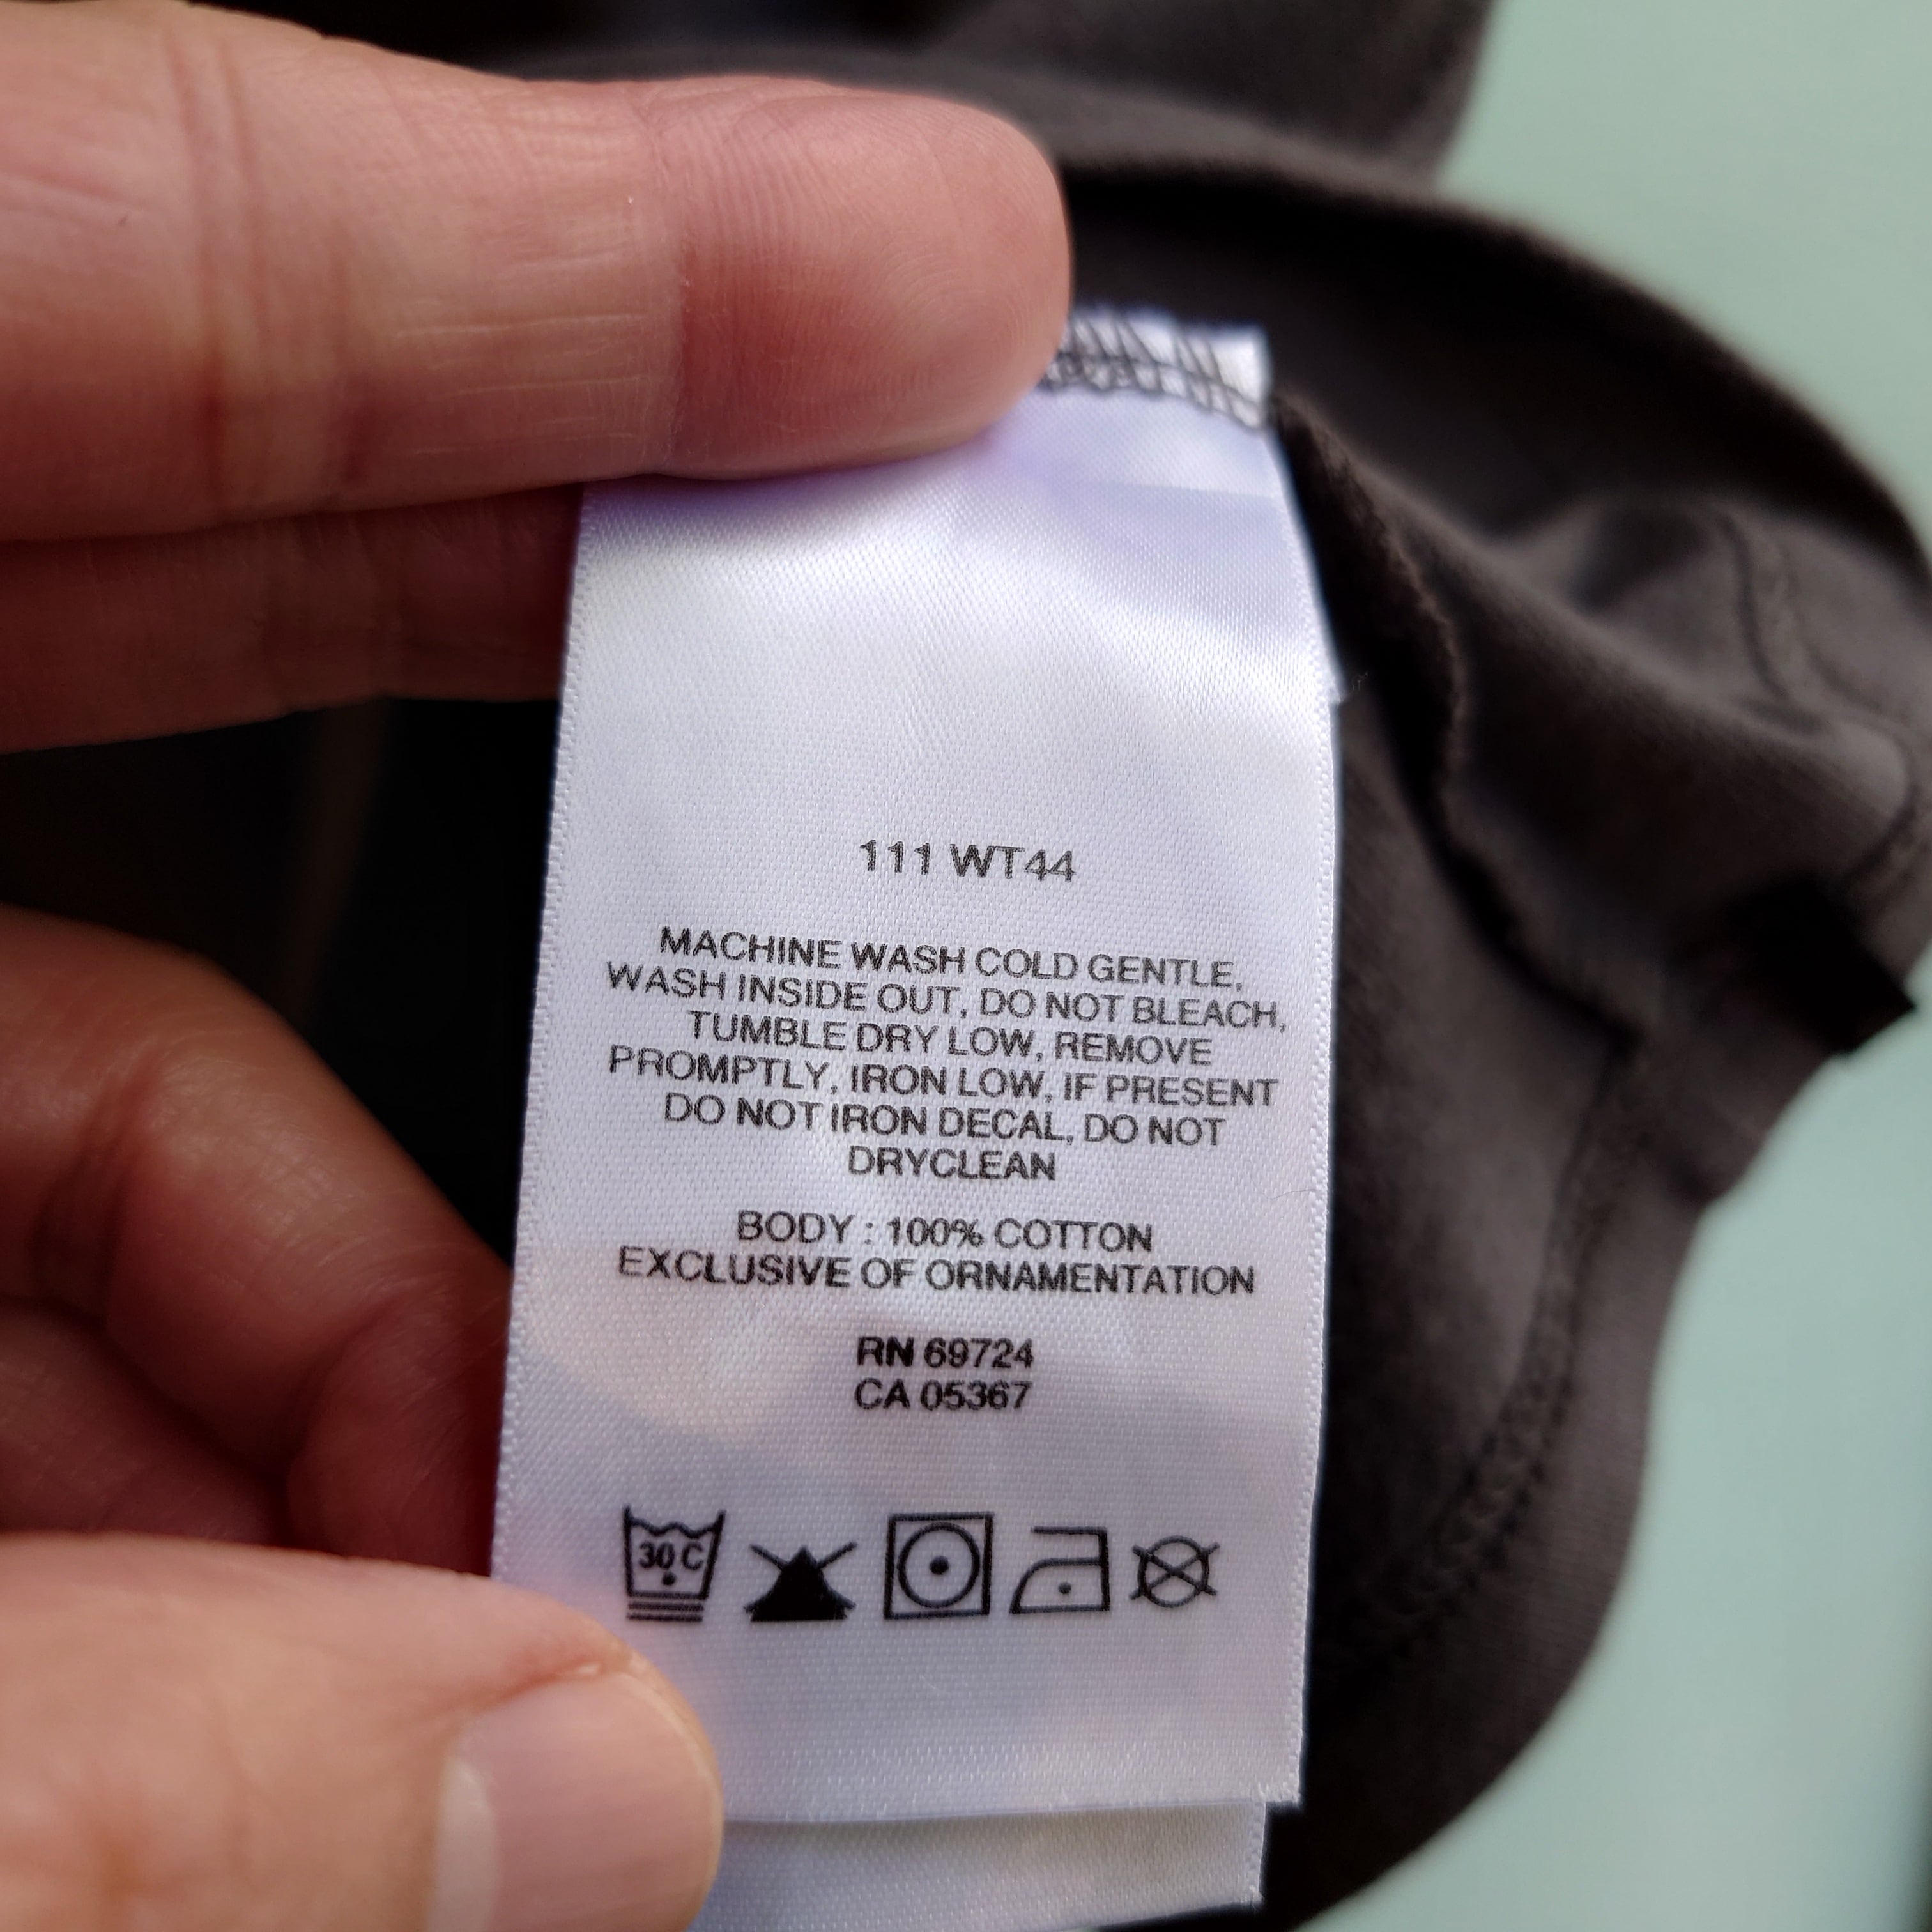 111 WT44
MACHINE WASH COLD GENTLE,
WASH INSIDE OUT, DO NOT BLEACH,
TUMBLE DRY LOW, REMOVE
PROMPTLY, IRON LOW, IF PRESENT
DO NOT IRON DECAL, DO NOT
DRYCLEAN
BODY : 100% COTTON
EXCLUSIVE OF ORNAMENTATION
RN 69724
CA 05367
30 C